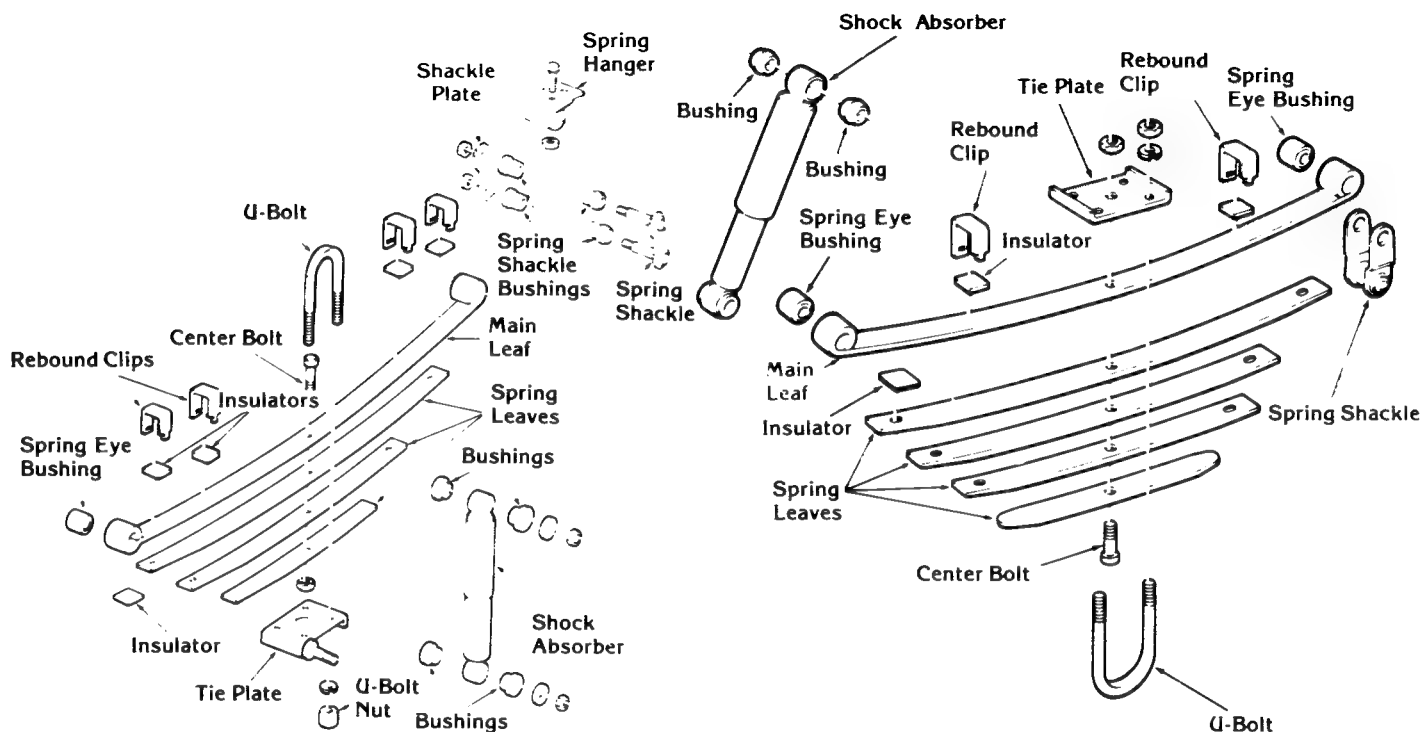 Shock Absorber
Spring
Hanger
Shackle
Plate
Bushing
Bushing
Rebound
Clip
Tie Plate
Rebound
Clip
Spring
Eye Bushing
U-Bolt
Spring
Shackle
Bushings
Spring
Shackle
Spring Eye
Bushing
Insulator
Center Bolt
Main
Leaf
Rebound Clips
Insulators
Spring
Leaves
Spring Eye
Bushing
Bushings
Main
Leaf
Insulator
Spring Shackle
Spring
Leaves
Center Bolt
Insulator
Shock
Absorber
Tie Plate
U-Bolt
Nut
Bushings
U-Bolt